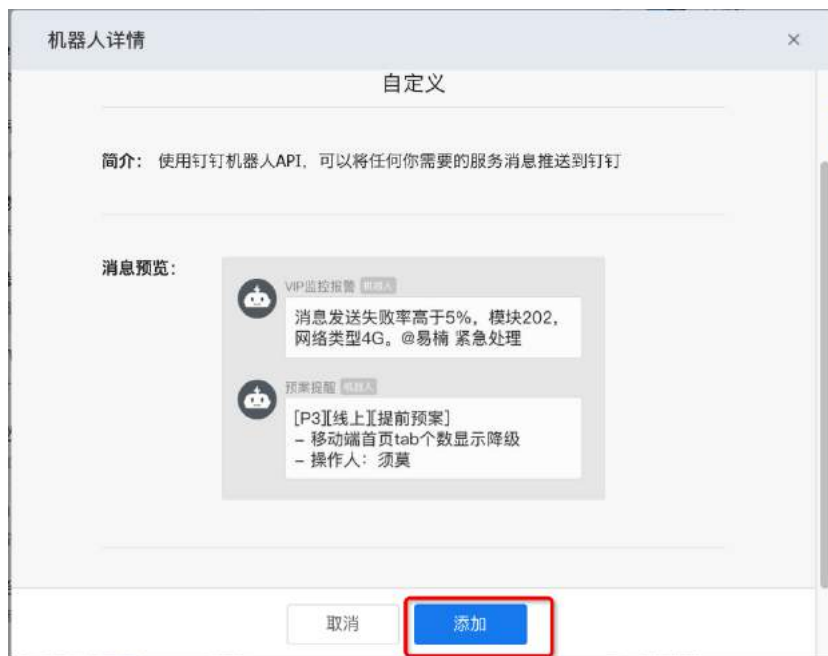 机器人详情
×
自定义
简介: 使用钉钉机器人API, 可以将任何你需要的服务消息推送到钉钉
消息预览:
VIP监控报警 机器人
消息发送失败率高于5%, 模块202,
网络类型4G。@易楠 紧急处理
预案提醒 机器人
[P3][线上][提前预案]
– 移动端首页tab个数显示降级
– 操作人: 须莫
取消
添加